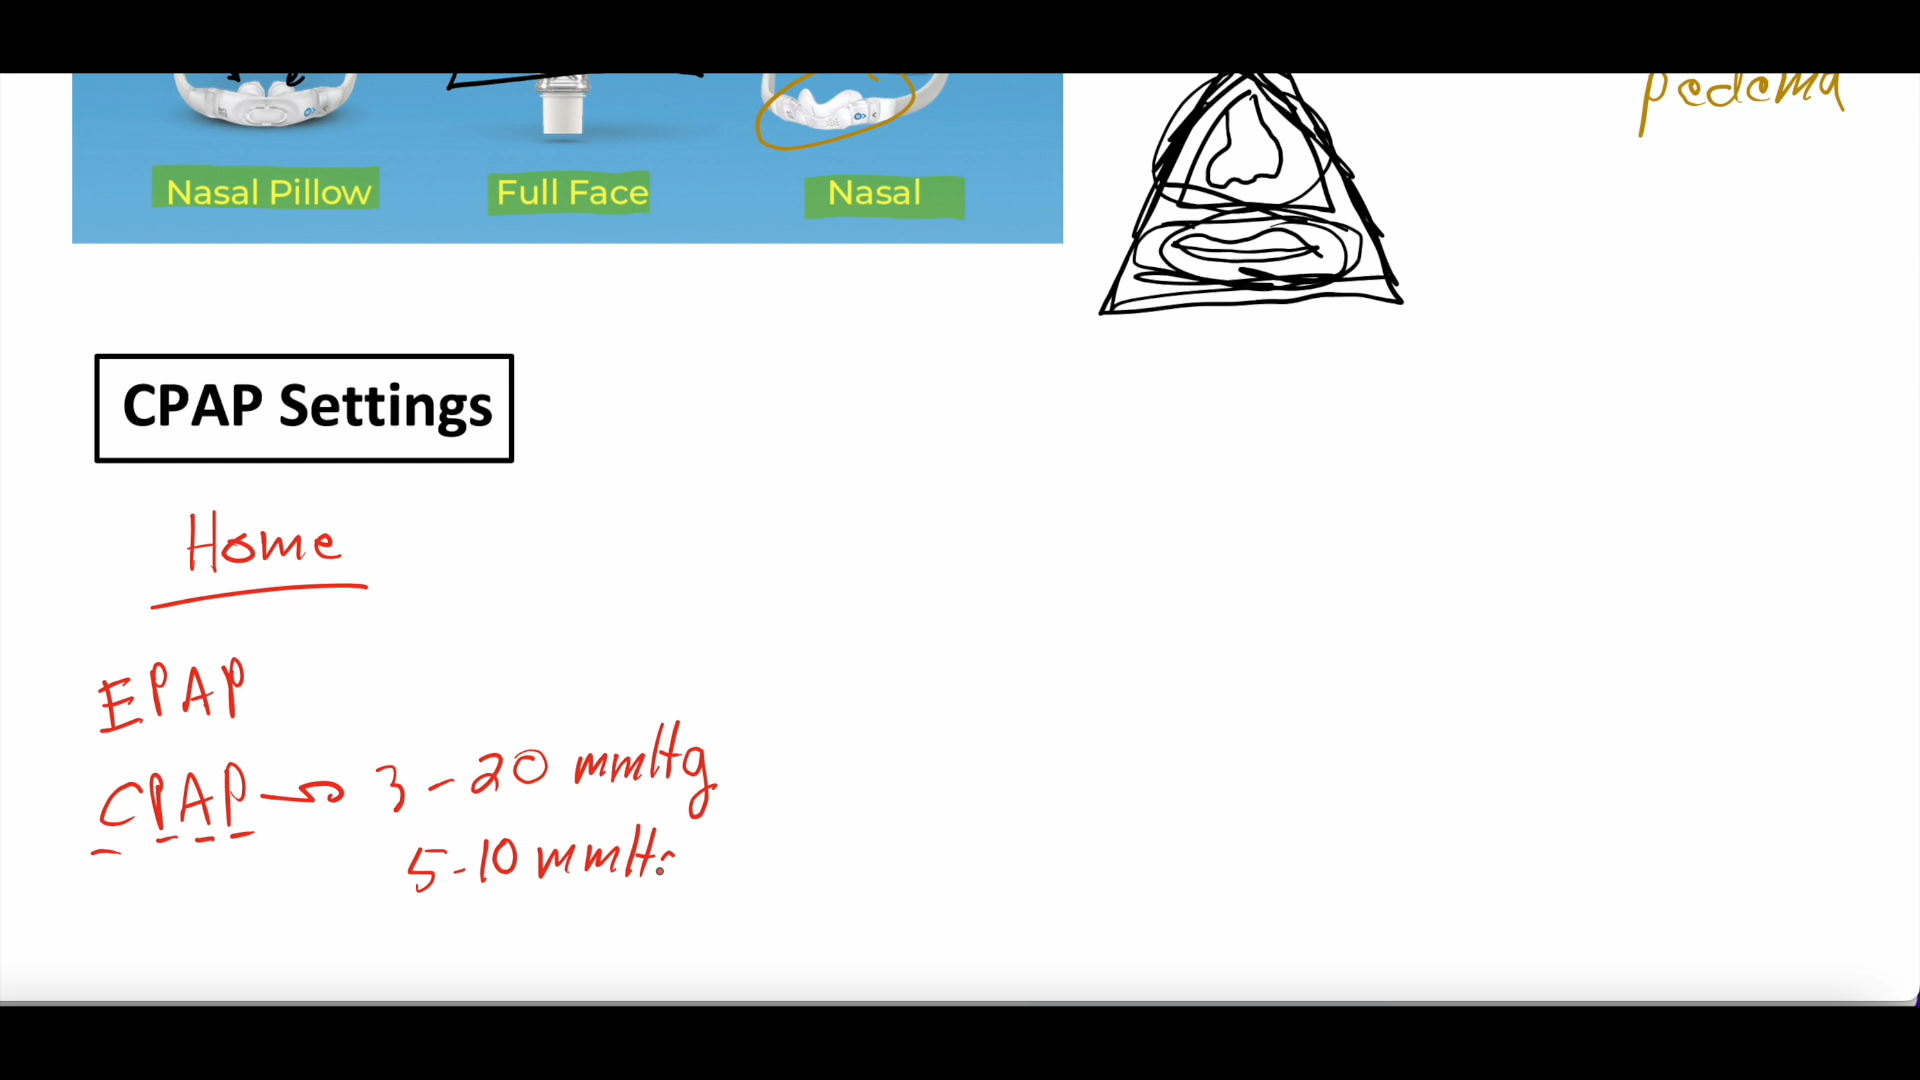 pedema
Nasal Pillow Full Face Nasal
CPAP Settings
Home
EPAP
CPAP 3-20 mmHg
5-10 mmH